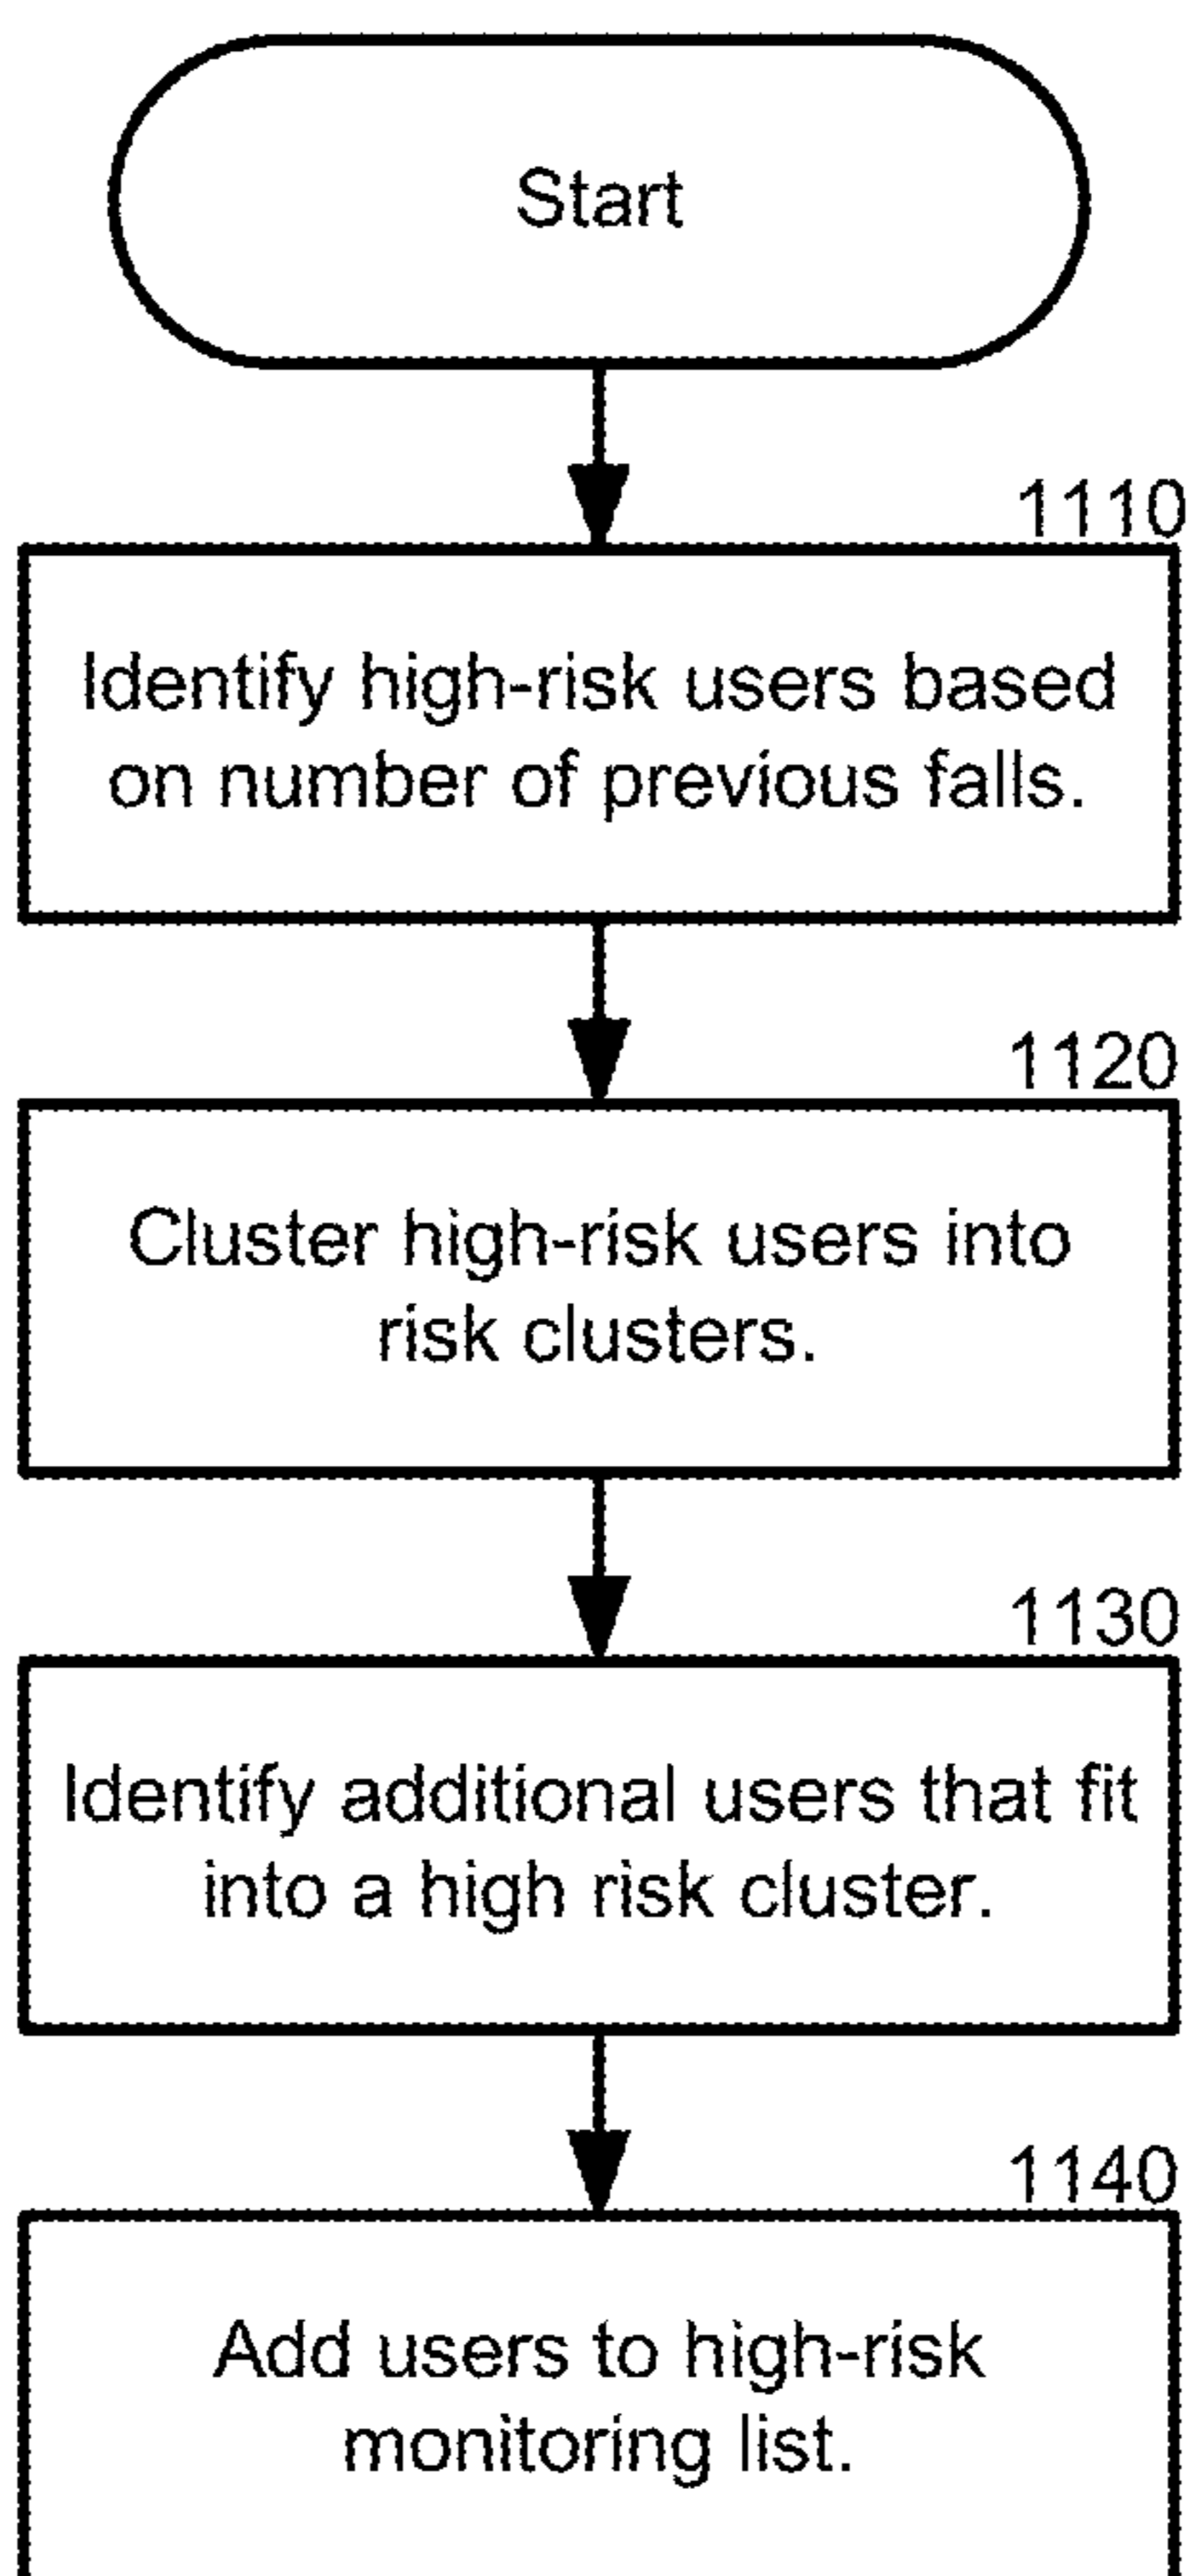 Start
1110
Identify high-risk users based
on number of previous falls.
1120
Cluster high-risk users into
risk clusters.
1130
Identify additional users that fit
into a high risk cluster.
1140
Add users to high-risk
monitoring list.